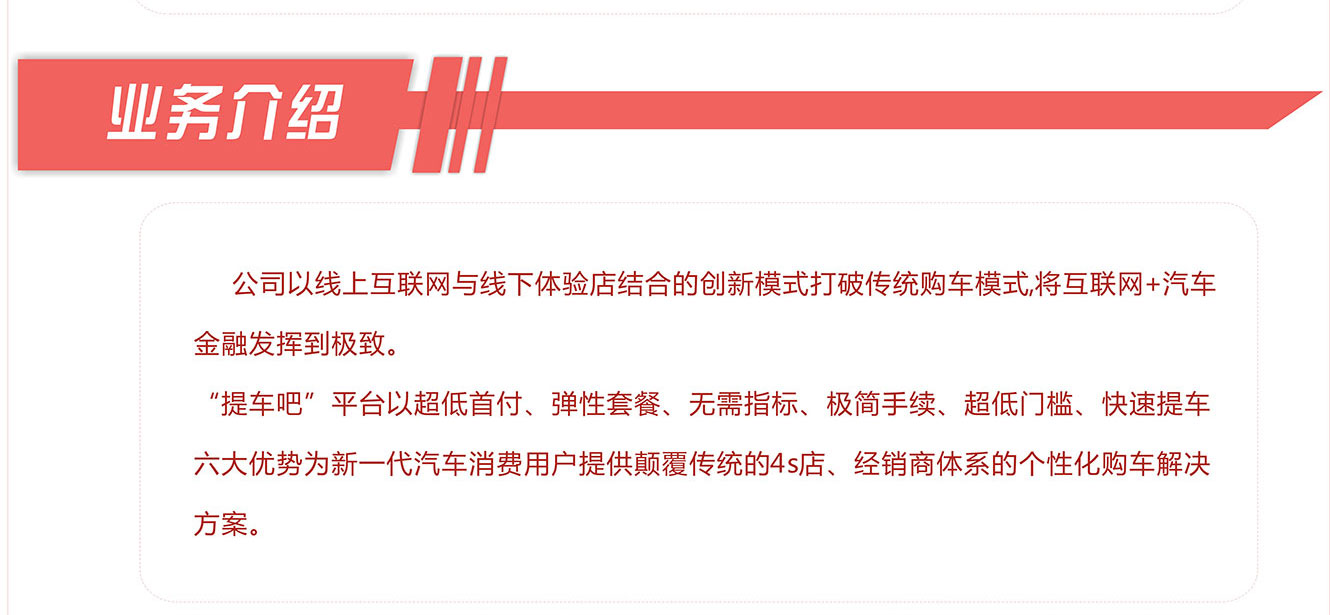 业务介绍
公司以线上互联网与线下体验店结合的创新模式打破传统购车模式,将互联网+汽车
金融发挥到极致。
“提车吧”平台以超低首付、弹性套餐、无需指标、极简手续、超低门槛、快速提车
六大优势为新一代汽车消费用户提供颠覆传统的4s店、经销商体系的个性化购车解决
方案。